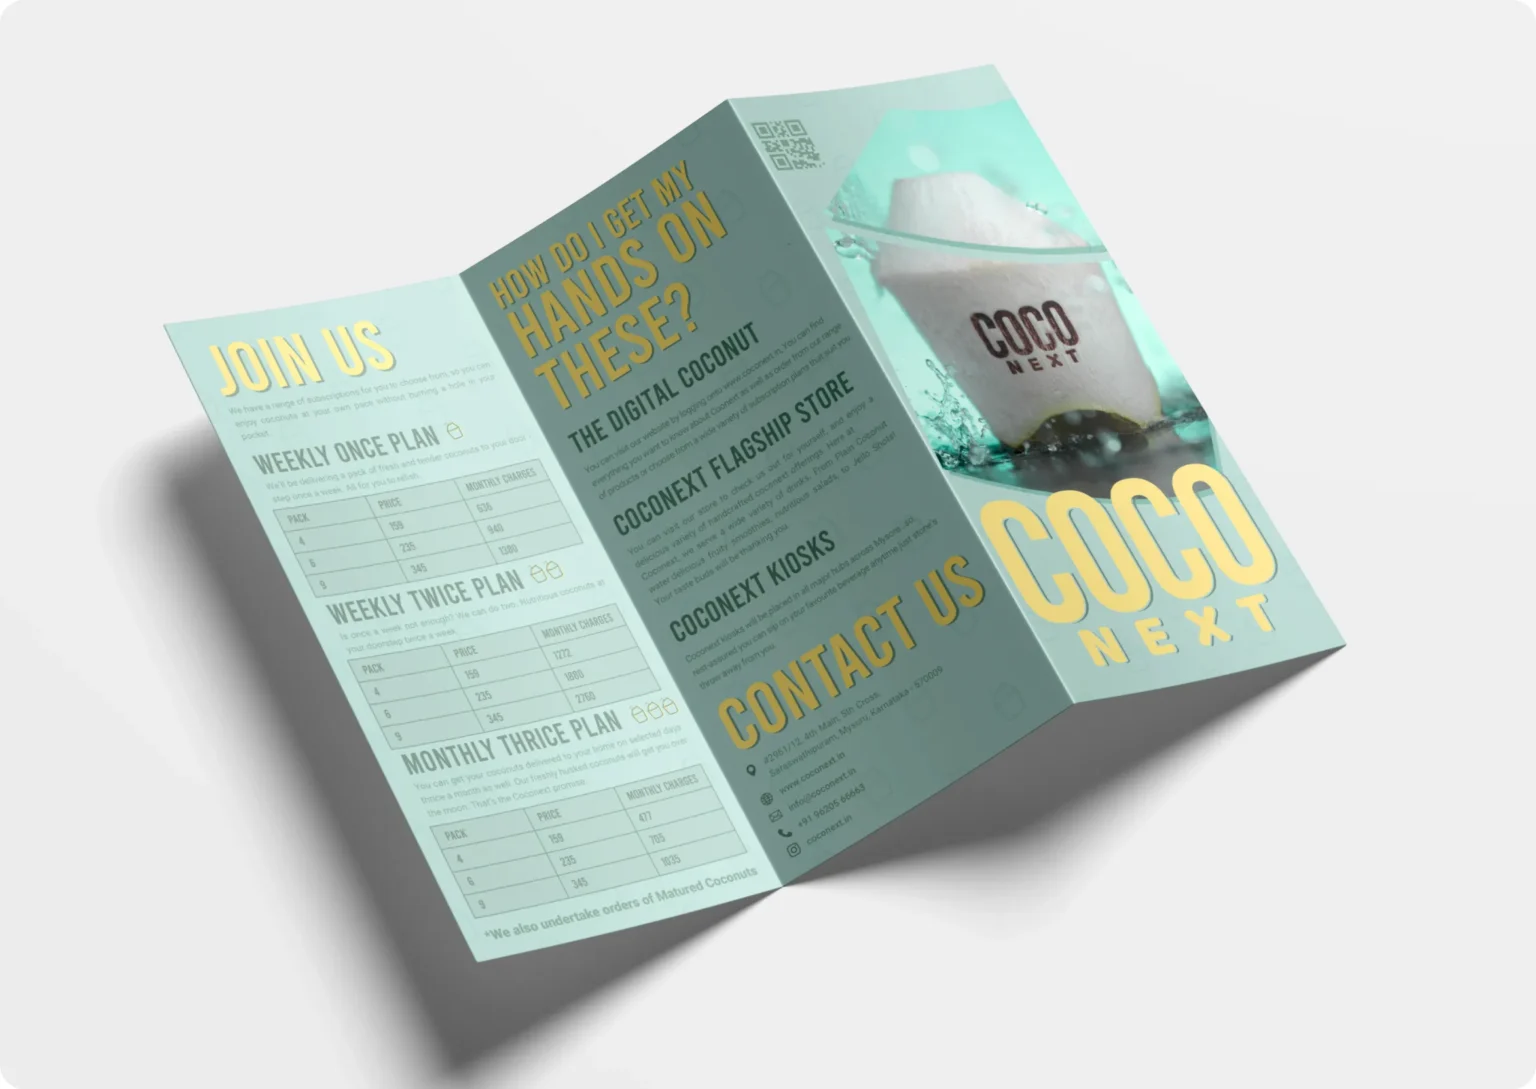 JOIN US
We have a range of subscriptions for you to choose from, so you can
enjoy coconuts at your own pace without burning a hole in your
pocket.
WEEKLY ONCE PLAN
We'll be delivering a pack of fresh and tender coconuts to your door
step once a week. All for you to relish.
PACK PRICE MONTHLY CHARGES
4 159 636
6 235 940
9 345 1380
WEEKLY TWICE PLAN
Is once a week not enough? We can do two. Nutritious coconuts at
your doorstep twice a week.
PACK PRICE MONTHLY CHARGES
4 159 1272
6 235 1880
9 345 2760
MONTHLY THRICE PLAN
You can get your coconuts delivered to your home on selected days
thrice a month as well. Our freshly husked coconuts will get you over
the moon. That's the Coconext promise.
PACK PRICE MONTHLY CHARGES
4 159 477
6 235 705
9 345 1035
*We also undertake orders of Matured Coconuts
HOW DO I GET MY
HANDS ON
THESE?
THE DIGITAL COCONUT
You can visit our website by logging onto www.coconext.in. You can find
everything you want to know about Coconext as well as order from our range
of products or choose from a wide variety of subscription plans that suit you
COCONEXT FLAGSHIP STORE
You can visit our store to check us out for yourself, and enjoy a
delicious variety of handcrafted coconext offerings. Here at
Coconext, we serve a wide variety of drinks. From Plain Coconut
water delicious fruity smoothies, nutritious salads, to Jello Shake!
Your taste buds will be thanking you.
COCONEXT KIOSKS
Coconext kiosks will be placed in all major hubs across Mysore, so
rest-assured you can sip on your favourite beverage anytime just stone's
throw away from you.
CONTACT US
#2951/12, 4th Main, 5th Cross,
Saraswathipuram, Mysuru, Karnataka - 570009
www.coconext.in
info@coconext.in
+91 96205 66663
coconext.in
COCO
NEXT
COCO
NEXT